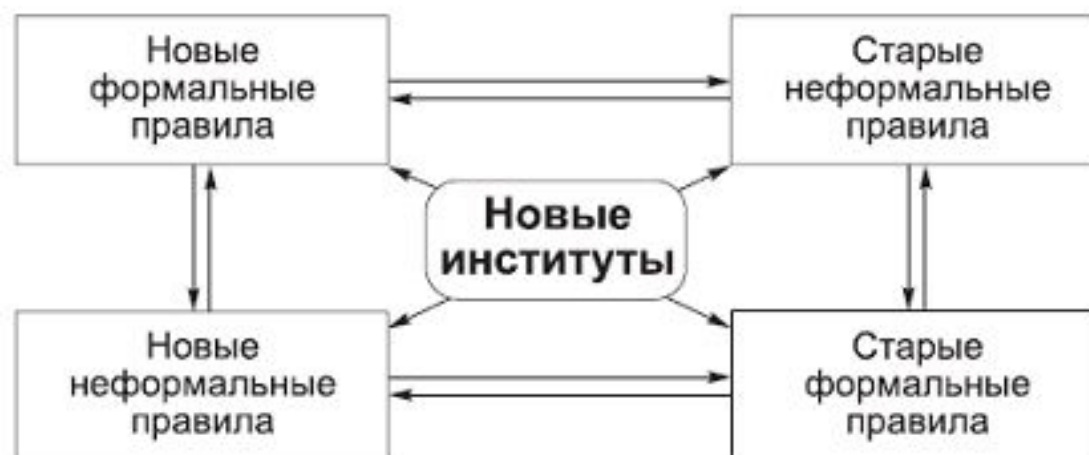 Новые
формальные
правила
Старые
неформальные
правила
Новые
институты
Новые
неформальные
правила
Старые
формальные
правила